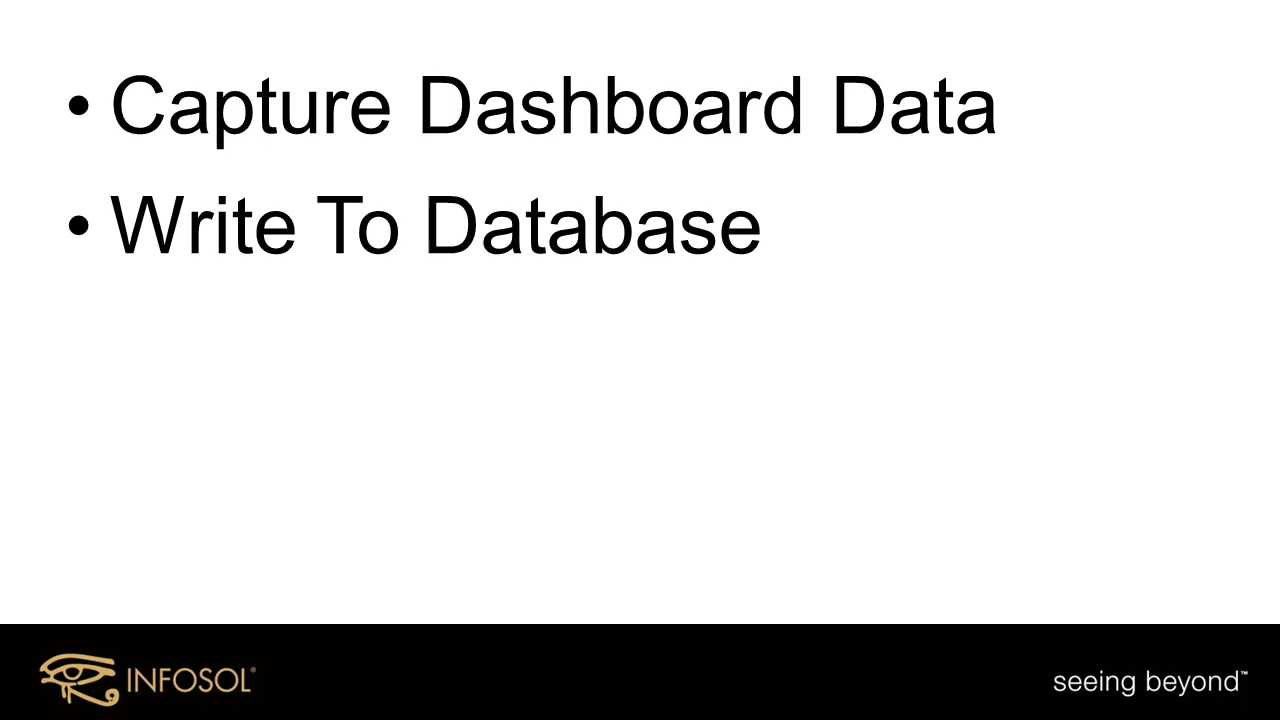 • Capture Dashboard Data
• Write To Database
INFOSOL®
seeing beyond™